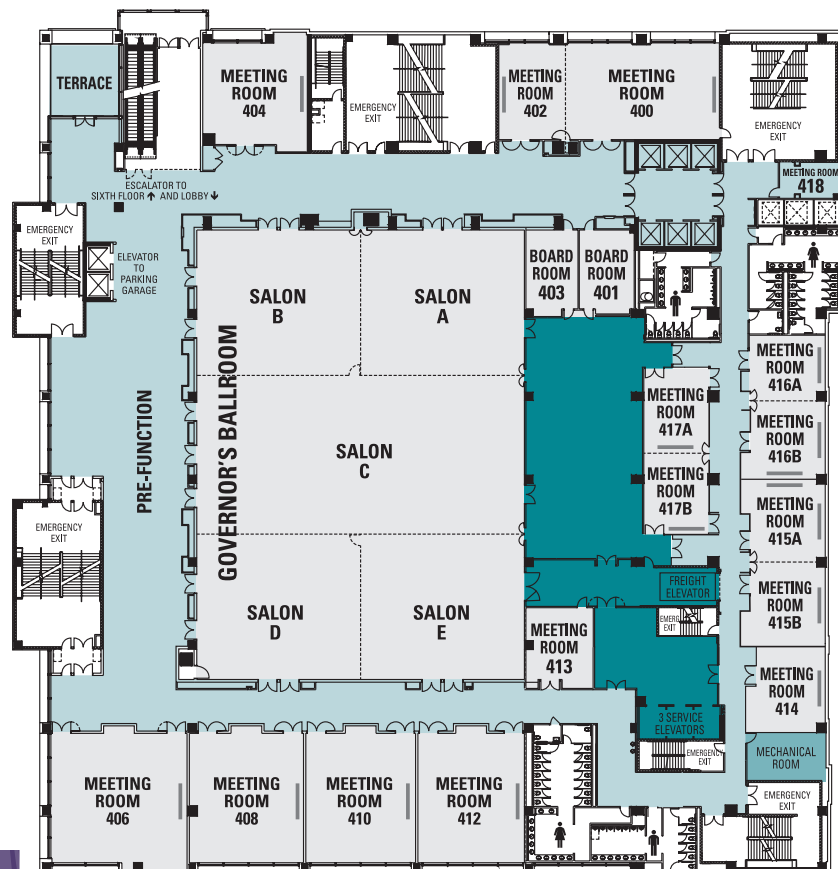 TERRACE
MEETING
ROOM
404
EMERGENCY
EXIT
MEETING
ROOM
402
MEETING
ROOM
400
EMERGENCY
EXIT
MEETING ROOM
418
ESCALATOR TO
SIXTH FLOOR ↑ AND LOBBY ↓
EMERGENCY
EXIT
ELEVATOR
TO
PARKING
GARAGE
BOARD
ROOM
403
BOARD
ROOM
401
SALON
B
SALON
A
GOVERNOR'S BALLROOM
PRE-FUNCTION
SALON
C
MEETING
ROOM
417A
MEETING
ROOM
417B
MEETING
ROOM
416A
MEETING
ROOM
416B
MEETING
ROOM
415A
MEETING
ROOM
415B
EMERGENCY
EXIT
FREIGHT
ELEVATOR
SALON
D
SALON
E
MEETING
ROOM
413
EMERG
EXIT
MEETING
ROOM
414
3 SERVICE
ELEVATORS
EMERGENCY
EXIT
MECHANICAL
ROOM
MEETING
ROOM
406
MEETING
ROOM
408
MEETING
ROOM
410
MEETING
ROOM
412
EMERGENCY
EXIT